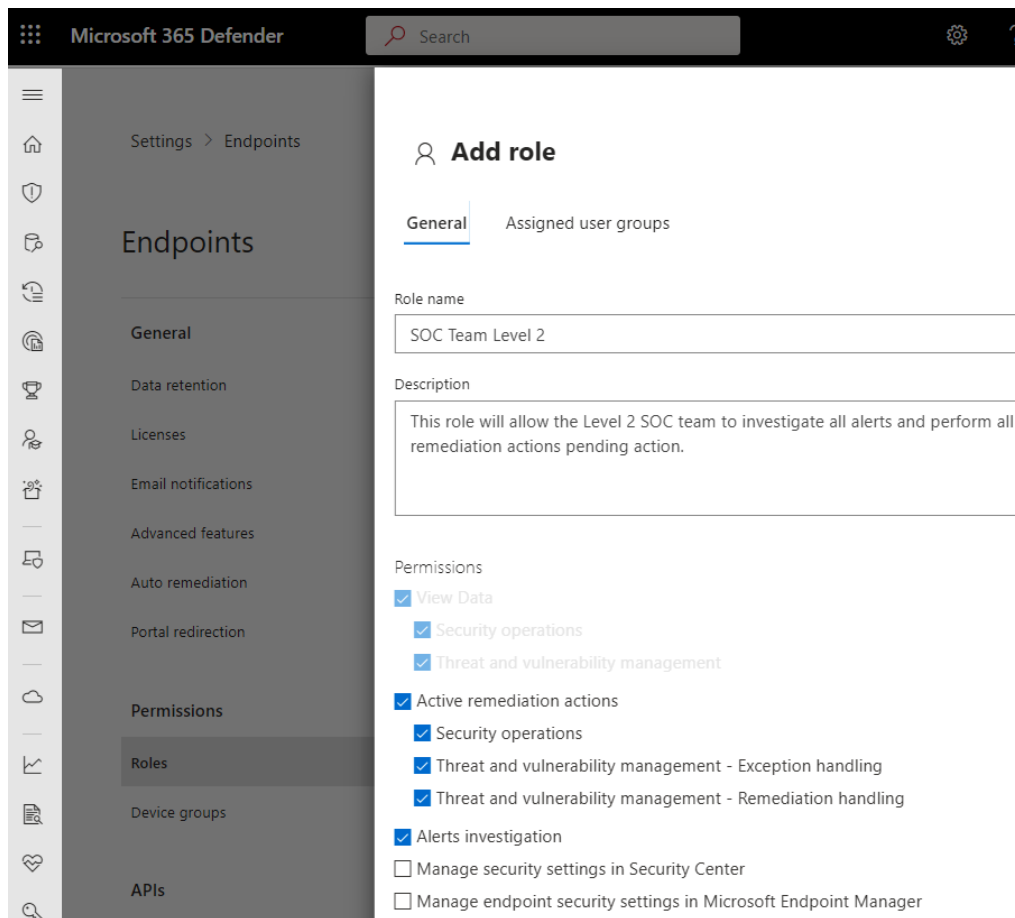 Microsoft 365 Defender
Search
Settings > Endpoints
Endpoints
General
Data retention
Licenses
Email notifications
Advanced features
Auto remediation
Portal redirection
Permissions
Roles
Device groups
APIs
Add role
General Assigned user groups
Role name
SOC Team Level 2
Description
This role will allow the Level 2 SOC team to investigate all alerts and perform all
remediation actions pending action.
Permissions
View Data
Security operations
Threat and vulnerability management
Active remediation actions
Security operations
Threat and vulnerability management - Exception handling
Threat and vulnerability management - Remediation handling
Alerts investigation
Manage security settings in Security Center
Manage endpoint security settings in Microsoft Endpoint Manager